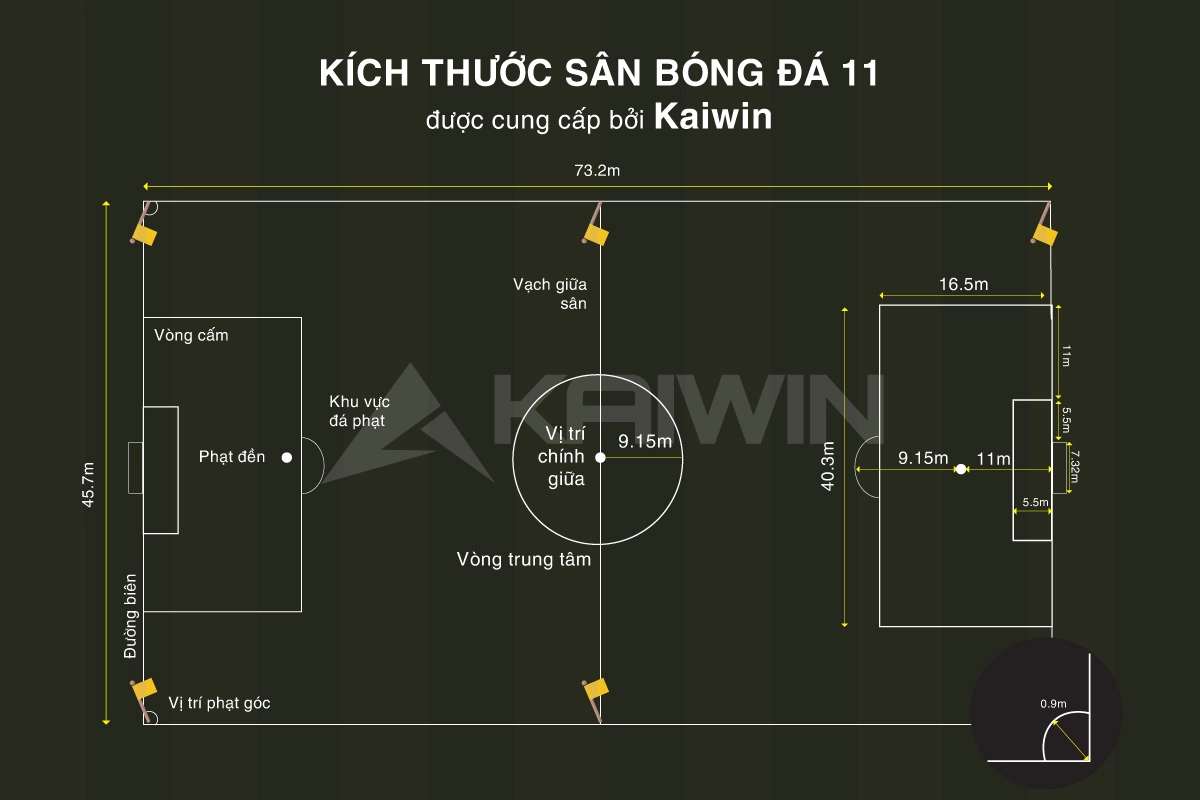 KÍCH THƯỚC SÂN BÓNG ĐÁ 11
được cung cấp bởi Kaiwin
73.2m
Vạch giữa
sân
16.5m
Vòng cấm
11m
KAIWIN
Khu vực
đá phạt
5.5m
Vị trí
chính
giữa
9.15m
Phạt đền
40.3m
9.15m
11m
7.32m
45.7m
5.5m
Vòng trung tâm
Đường biên
Vị trí phạt góc
0.9m